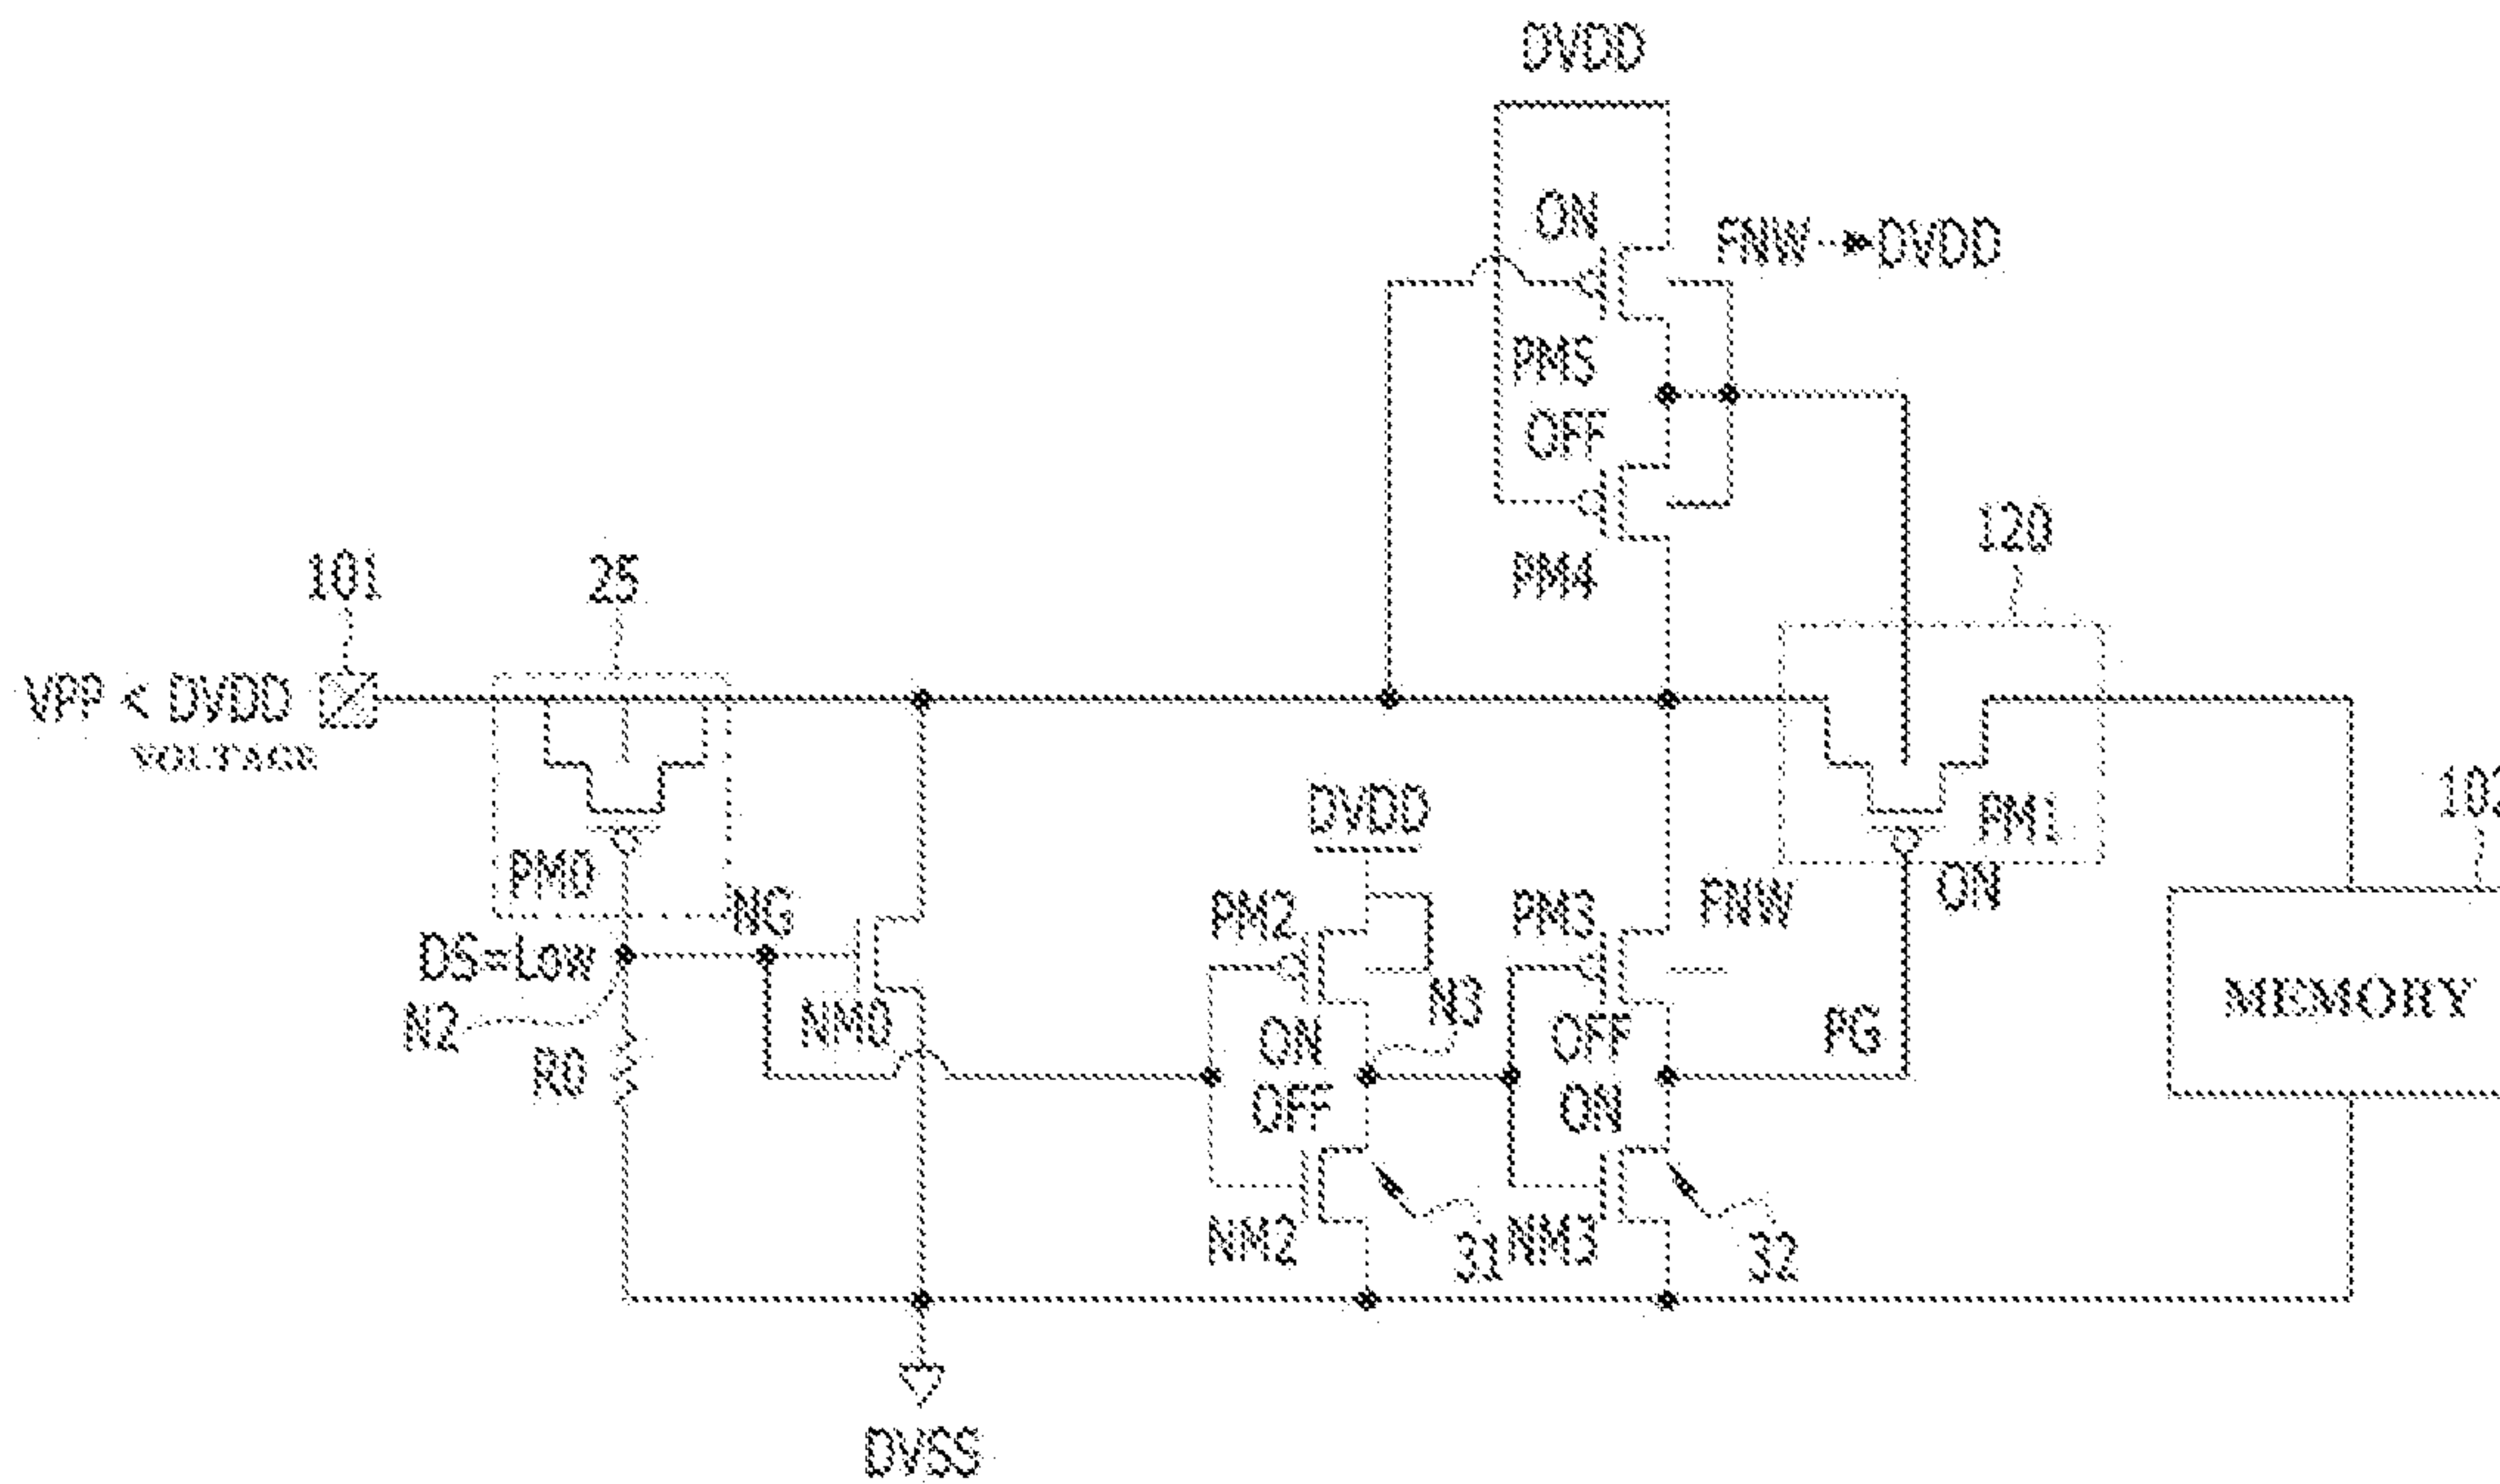 DVDD
ON
FNW → DVDD
PM5
OFF
120
101
25
PM4
VPP < DVDD
VOLTAGE
DVDD
PM1
PM0
ON
NG
PM2
PM3
FNW
DS=Low
N3
MEMORY
N2
NM0
ON
OFF
FG
R0
OFF
ON
NM2
31
NM3
32
DVSS